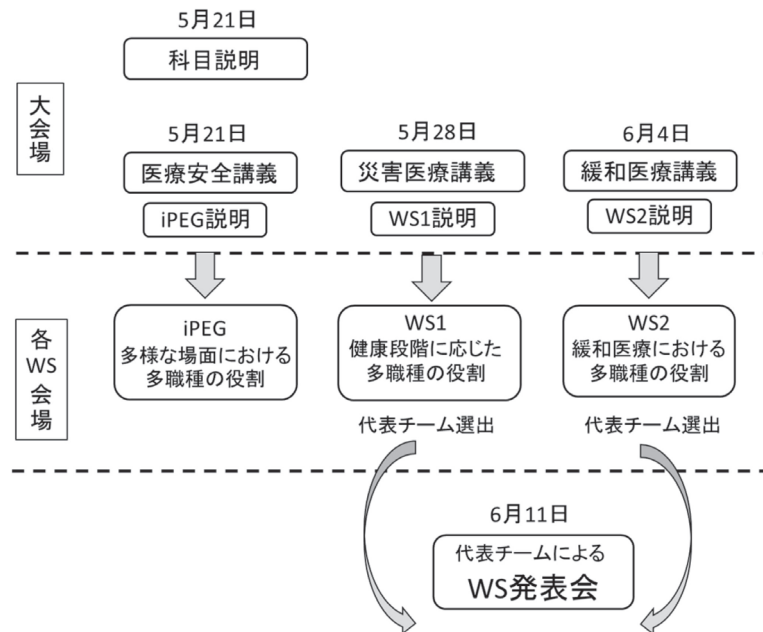 5月21日
科目説明
大会場
5月21日
医療安全講義
iPEG説明
5月28日
災害医療講義
WS1説明
6月4日
緩和医療講義
WS2説明
各WS会場
iPEG
多様な場面における
多職種の役割
WS1
健康段階に応じた
多職種の役割
代表チーム選出
WS2
緩和医療における
多職種の役割
代表チーム選出
6月11日
代表チームによる
WS発表会